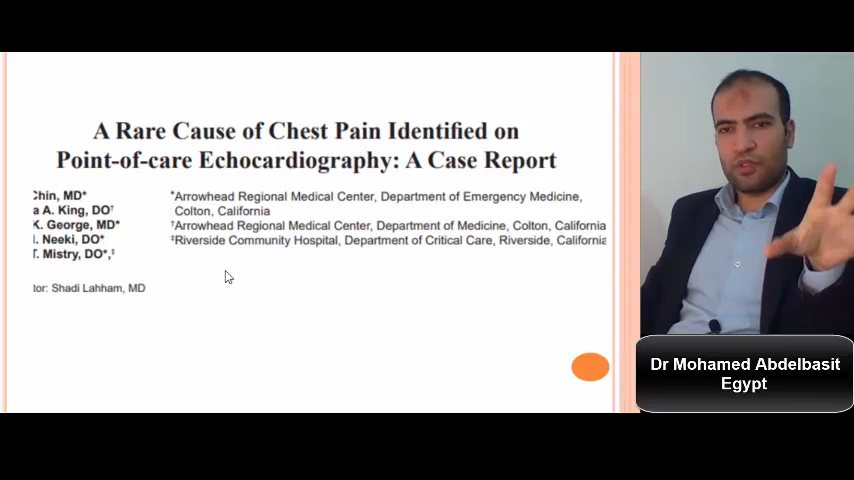 A Rare Cause of Chest Pain Identified on
Point-of-care Echocardiography: A Case Report
Chin, MD*
a A. King, DO†
K. George, MD*
I. Neeki, DO*
T. Mistry, DO*,‡
tor: Shadi Lahham, MD
*Arrowhead Regional Medical Center, Department of Emergency Medicine,
Colton, California
†Arrowhead Regional Medical Center, Department of Medicine, Colton, California
‡Riverside Community Hospital, Department of Critical Care, Riverside, California
Dr Mohamed Abdelbasit
Egypt